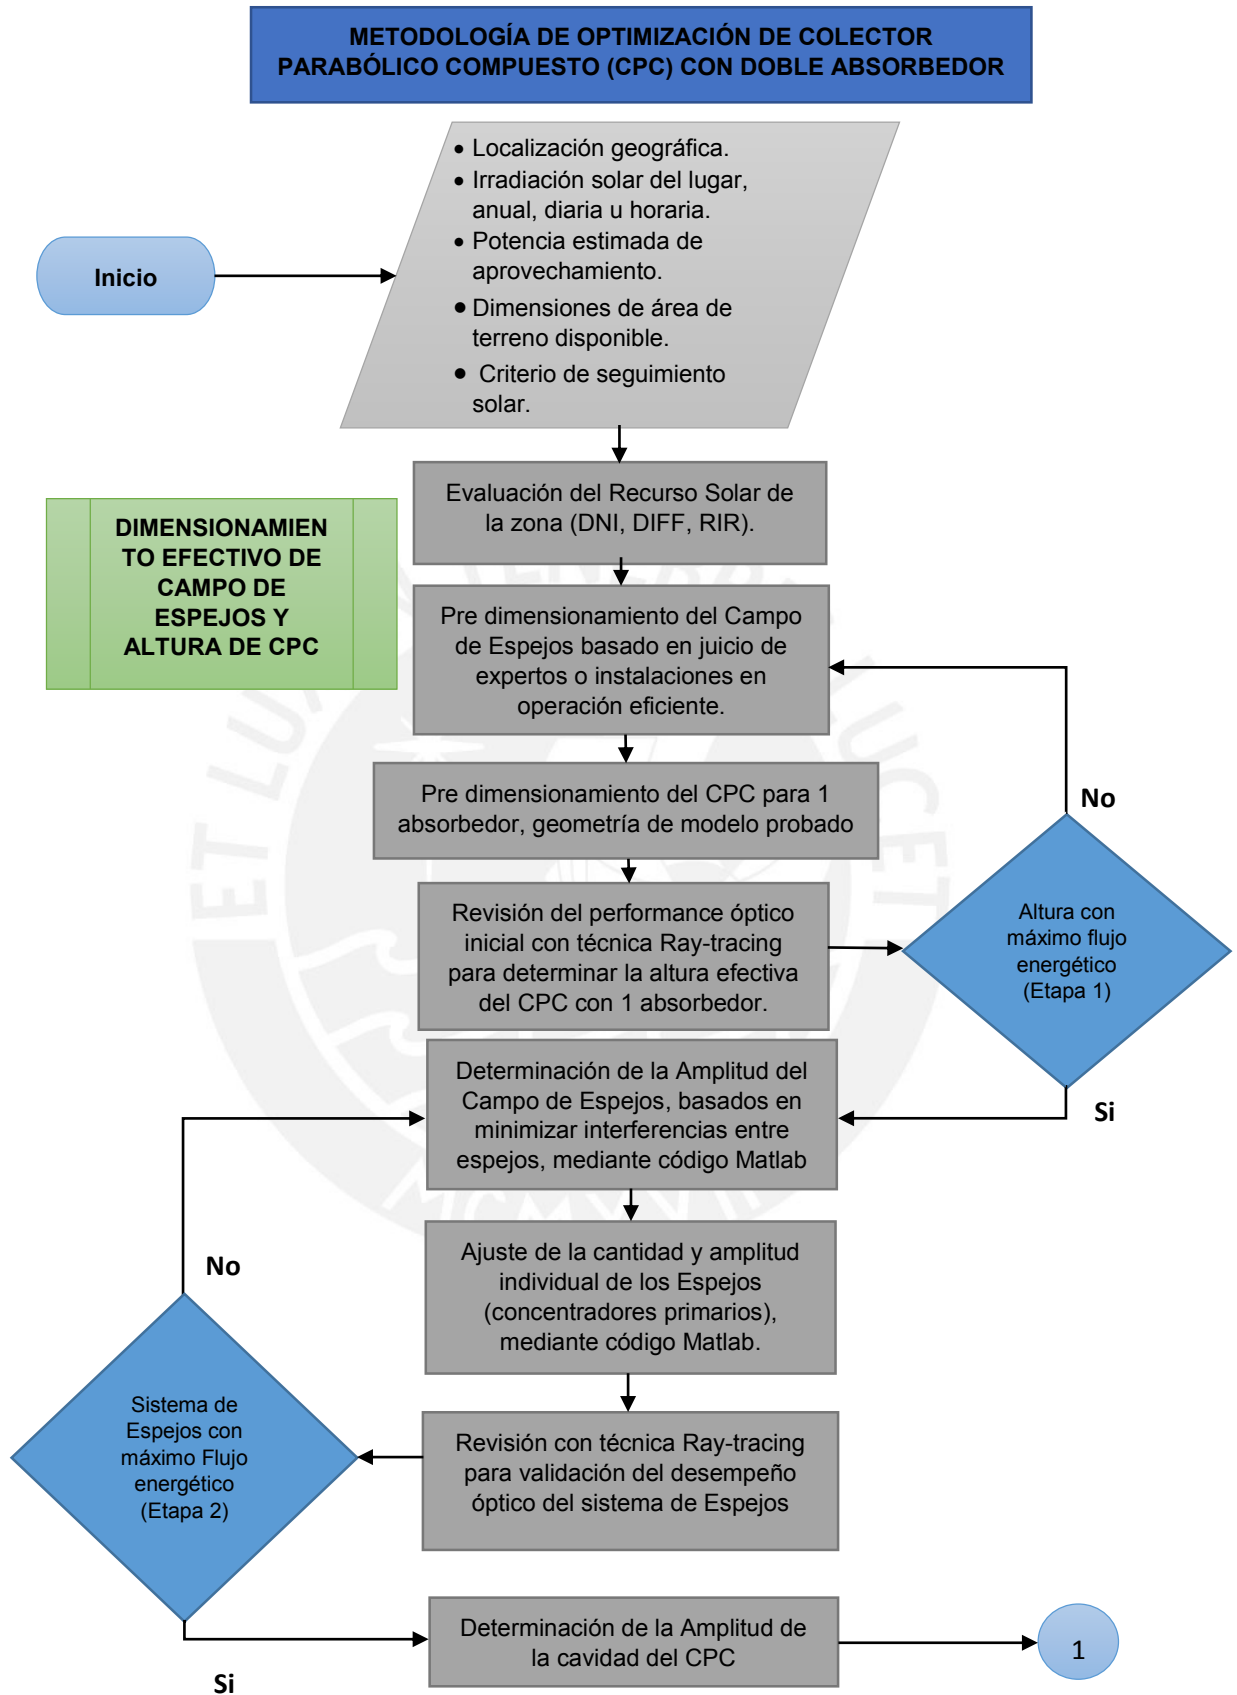 METODOLOGÍA DE OPTIMIZACIÓN DE COLECTOR
PARABÓLICO COMPUESTO (CPC) CON DOBLE ABSORBEDOR
• Localización geográfica.
• Irradiación solar del lugar,
anual, diaria u horaria.
• Potencia estimada de
aprovechamiento.
• Dimensiones de área de
terreno disponible.
• Criterio de seguimiento
solar.
Inicio
Evaluación del Recurso Solar de
la zona (DNI, DIFF, RIR).
DIMENSIONAMIEN
TO EFECTIVO DE
CAMPO DE
ESPEJOS Y
ALTURA DE CPC
Pre dimensionamiento del Campo
de Espejos basado en juicio de
expertos o instalaciones en
operación eficiente.
Pre dimensionamiento del CPC para 1
absorbedor, geometría de modelo probado
No
Revisión del performance óptico
inicial con técnica Ray-tracing
para determinar la altura efectiva
del CPC con 1 absorbedor.
Altura con
máximo flujo
energético
(Etapa 1)
Si
Determinación de la Amplitud del
Campo de Espejos, basados en
minimizar interferencias entre
espejos, mediante código Matlab
Ajuste de la cantidad y amplitud
individual de los Espejos
(concentradores primarios),
mediante código Matlab.
No
Sistema de
Espejos con
máximo Flujo
energético
(Etapa 2)
Revisión con técnica Ray-tracing
para validación del desempeño
óptico del sistema de Espejos
Si
Determinación de la Amplitud de
la cavidad del CPC
1
ET LUX IN TENEBRIS LUCET